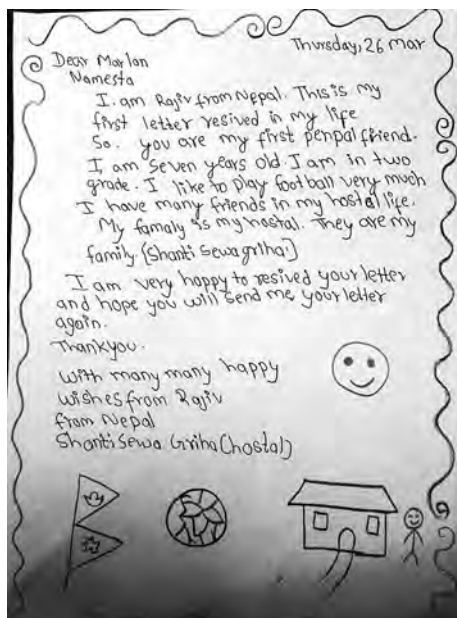 Thursday, 26 mar
Dear Marlon
Namesta
I. am Rajiv from Nepal. This is my
first letter resived in my life
So. you are my first penpal friend.
I am seven years old I am in two
grade. I like to play football very much
I have many friends in my hostel life.
My famaly is my hostal. They are my
family. (Shanti Sewa griha.)
I am very happy to resived your letter
and hope you will send me your letter
again.
Thankyou.
with many many happy
wishes from Rajiv
from Nepal
Shanti Sewa Griha (hostal)